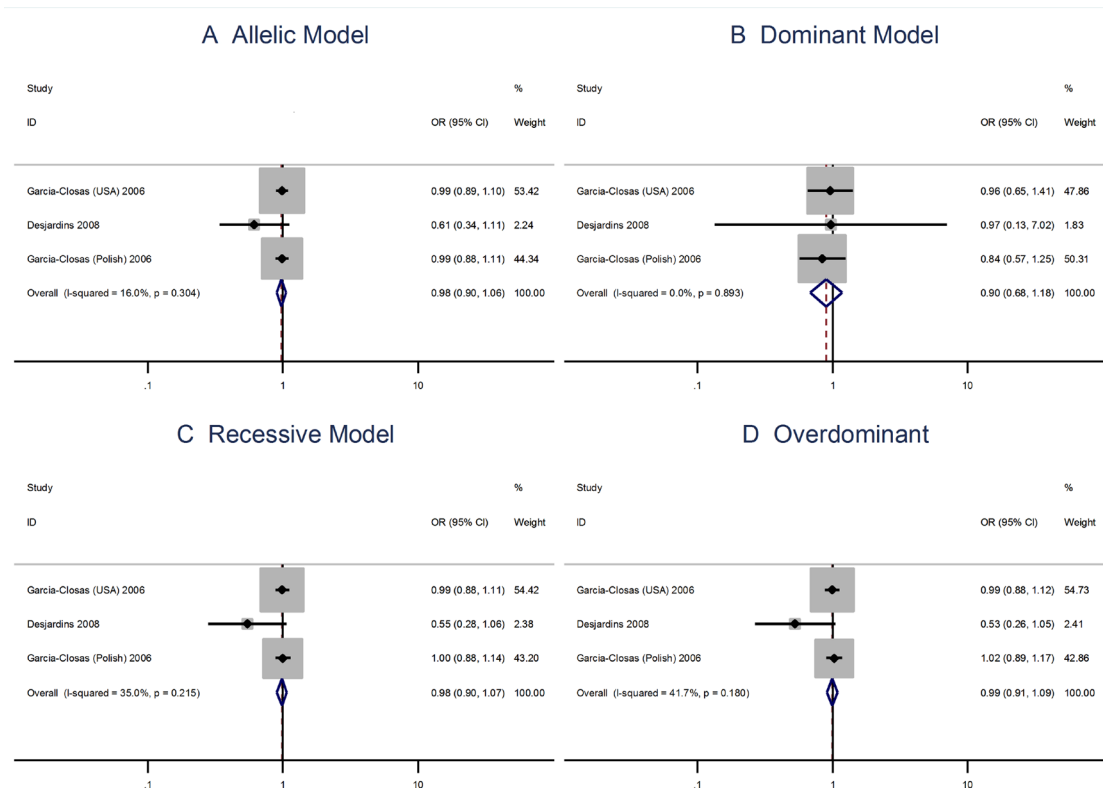 A Allelic Model
Study %
ID OR (95% CI) Weight
Garcia-Closas (USA) 2006 0.99 (0.89, 1.10) 53.42
Desjardins 2008 0.61 (0.34, 1.11) 2.24
Garcia-Closas (Polish) 2006 0.99 (0.88, 1.11) 44.34
Overall (I-squared = 16.0%, p = 0.304) 0.98 (0.90, 1.06) 100.00
.1 1 10
B Dominant Model
Study %
ID OR (95% CI) Weight
Garcia-Closas (USA) 2006 0.96 (0.65, 1.41) 47.86
Desjardins 2008 0.97 (0.13, 7.02) 1.83
Garcia-Closas (Polish) 2006 0.84 (0.57, 1.25) 50.31
Overall (I-squared = 0.0%, p = 0.893) 0.90 (0.68, 1.18) 100.00
.1 1 10
C Recessive Model
Study %
ID OR (95% CI) Weight
Garcia-Closas (USA) 2006 0.99 (0.88, 1.11) 54.42
Desjardins 2008 0.55 (0.28, 1.06) 2.38
Garcia-Closas (Polish) 2006 1.00 (0.88, 1.14) 43.20
Overall (I-squared = 35.0%, p = 0.215) 0.98 (0.90, 1.07) 100.00
.1 1 10
D Overdominant
Study %
ID OR (95% CI) Weight
Garcia-Closas (USA) 2006 0.99 (0.88, 1.12) 54.73
Desjardins 2008 0.53 (0.26, 1.05) 2.41
Garcia-Closas (Polish) 2006 1.02 (0.89, 1.17) 42.86
Overall (I-squared = 41.7%, p = 0.180) 0.99 (0.91, 1.09) 100.00
.1 1 10